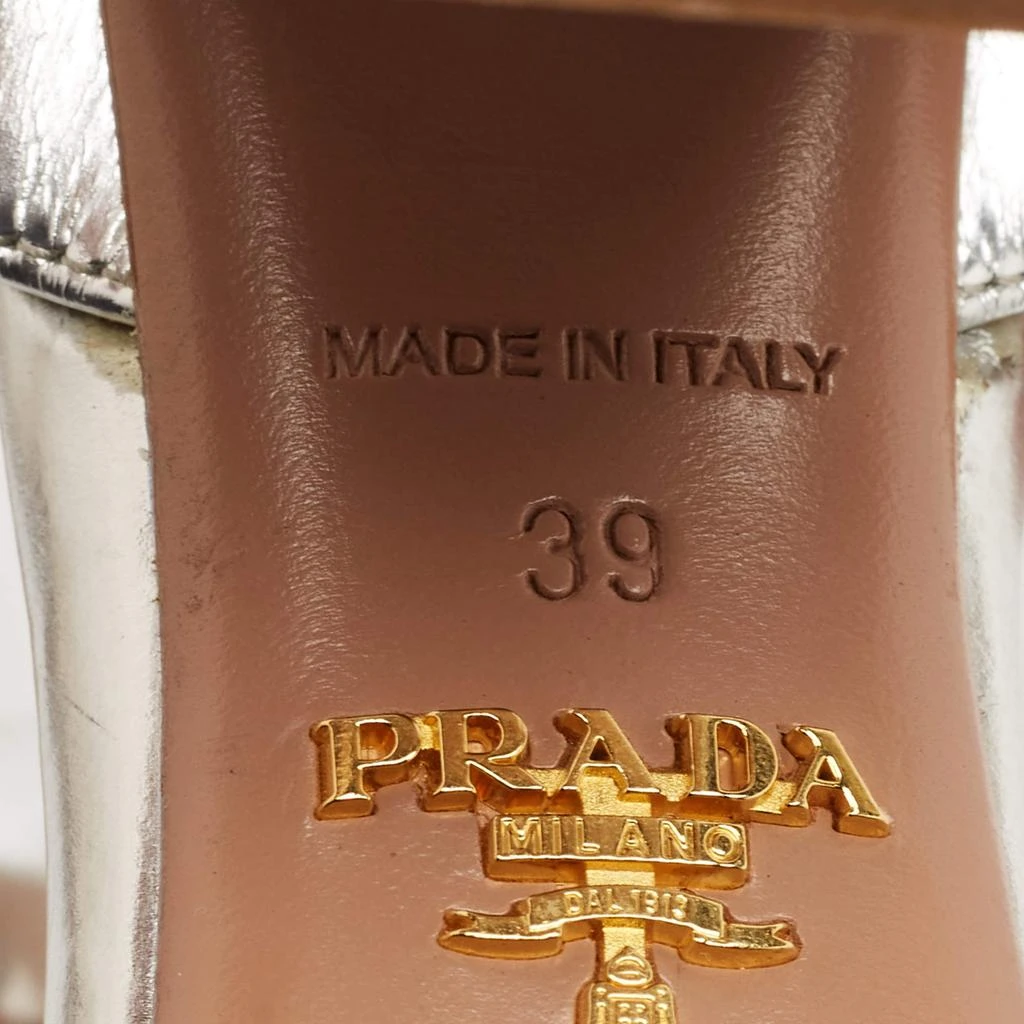 MADE IN ITALY
39
PRADA
MILANO
DAL 1913